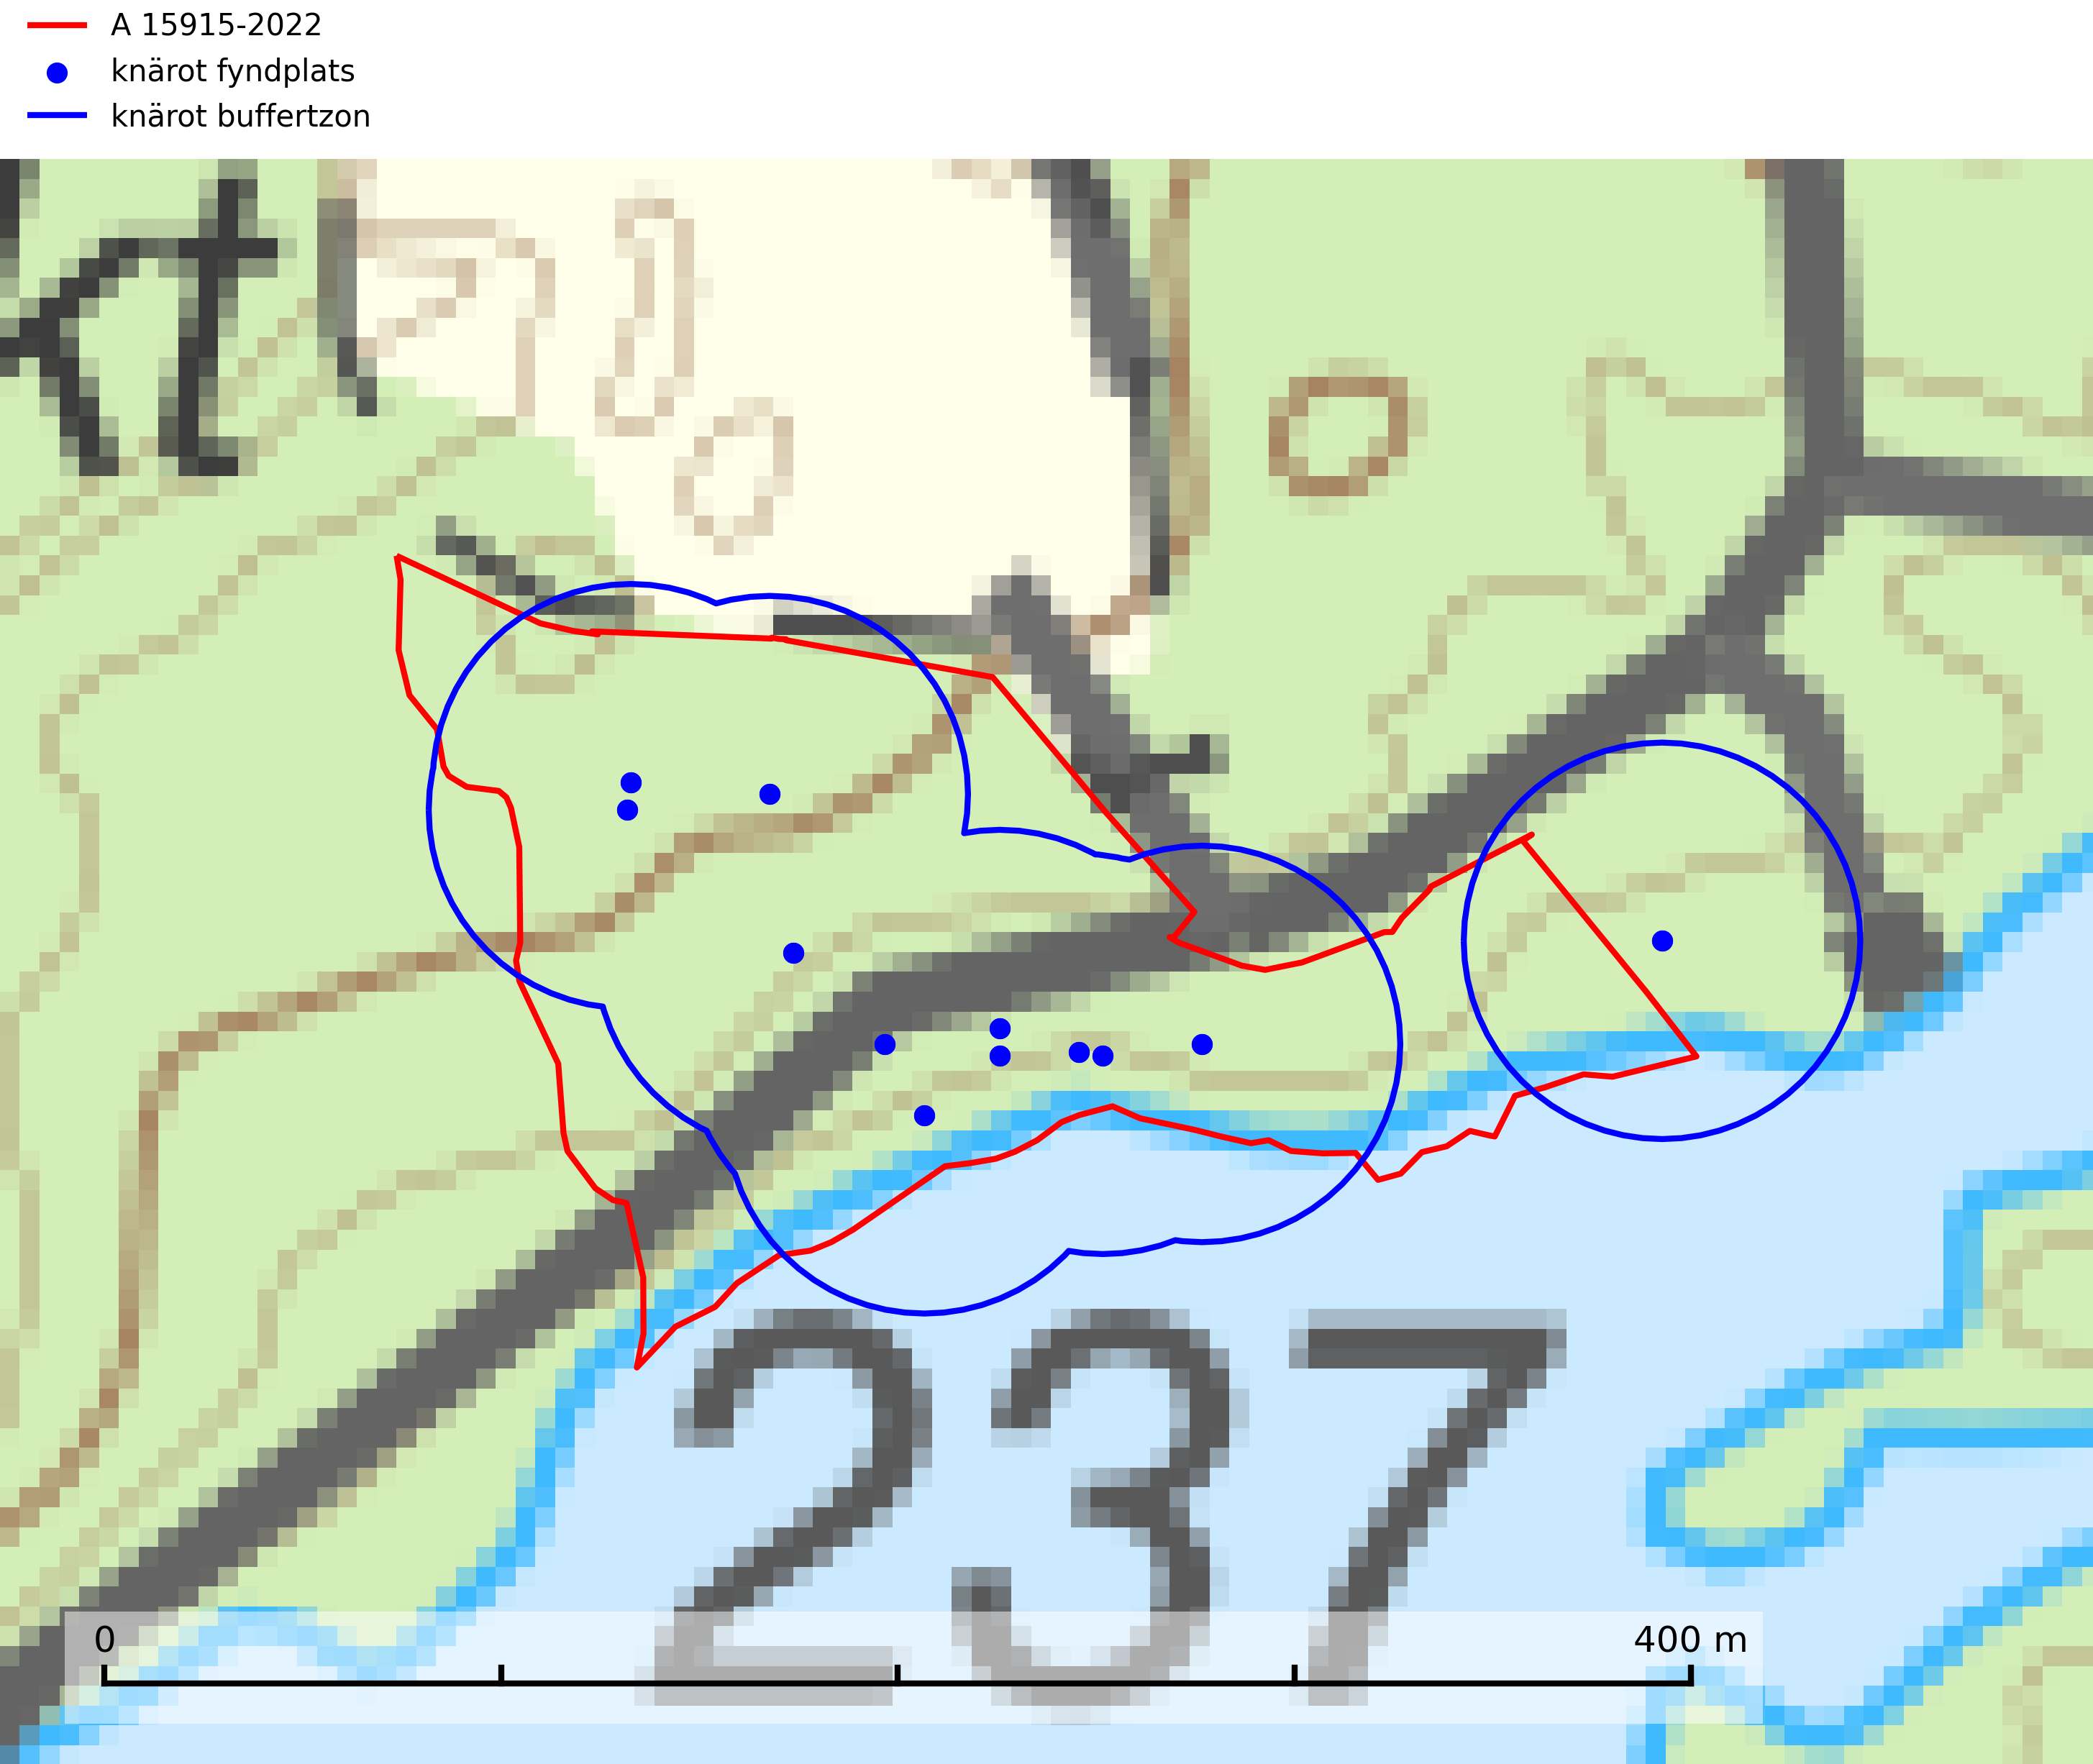 A 15915-2022
knärot fyndplats
knärot buffertzon
237
0 400 m